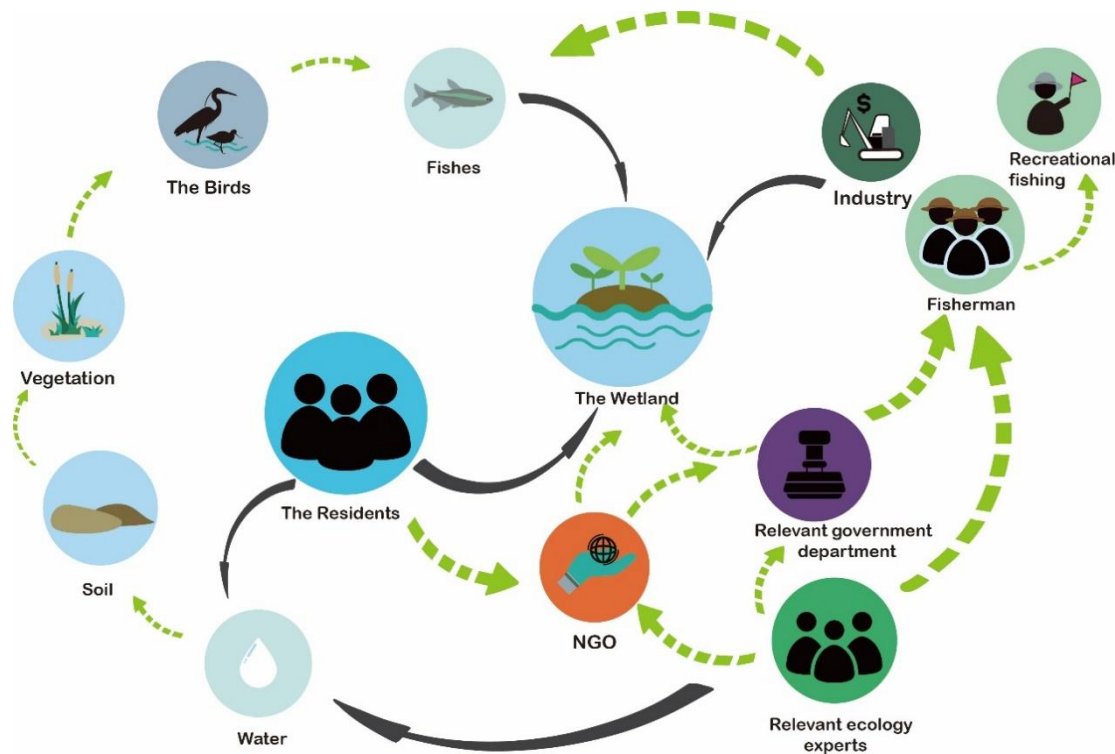 Fishes
The Birds
Industry
Recreational
fishing
Fisherman
Vegetation
The Wetland
The Residents
Relevant government
department
Soil
NGO
Water
Relevant ecology
experts
$